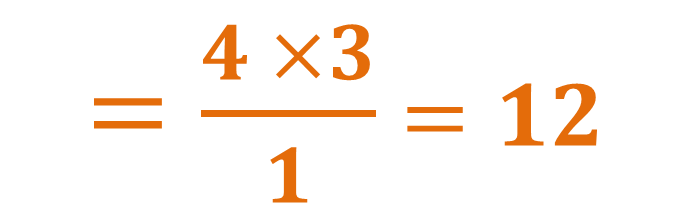 = 4 ×3 / 1 = 12